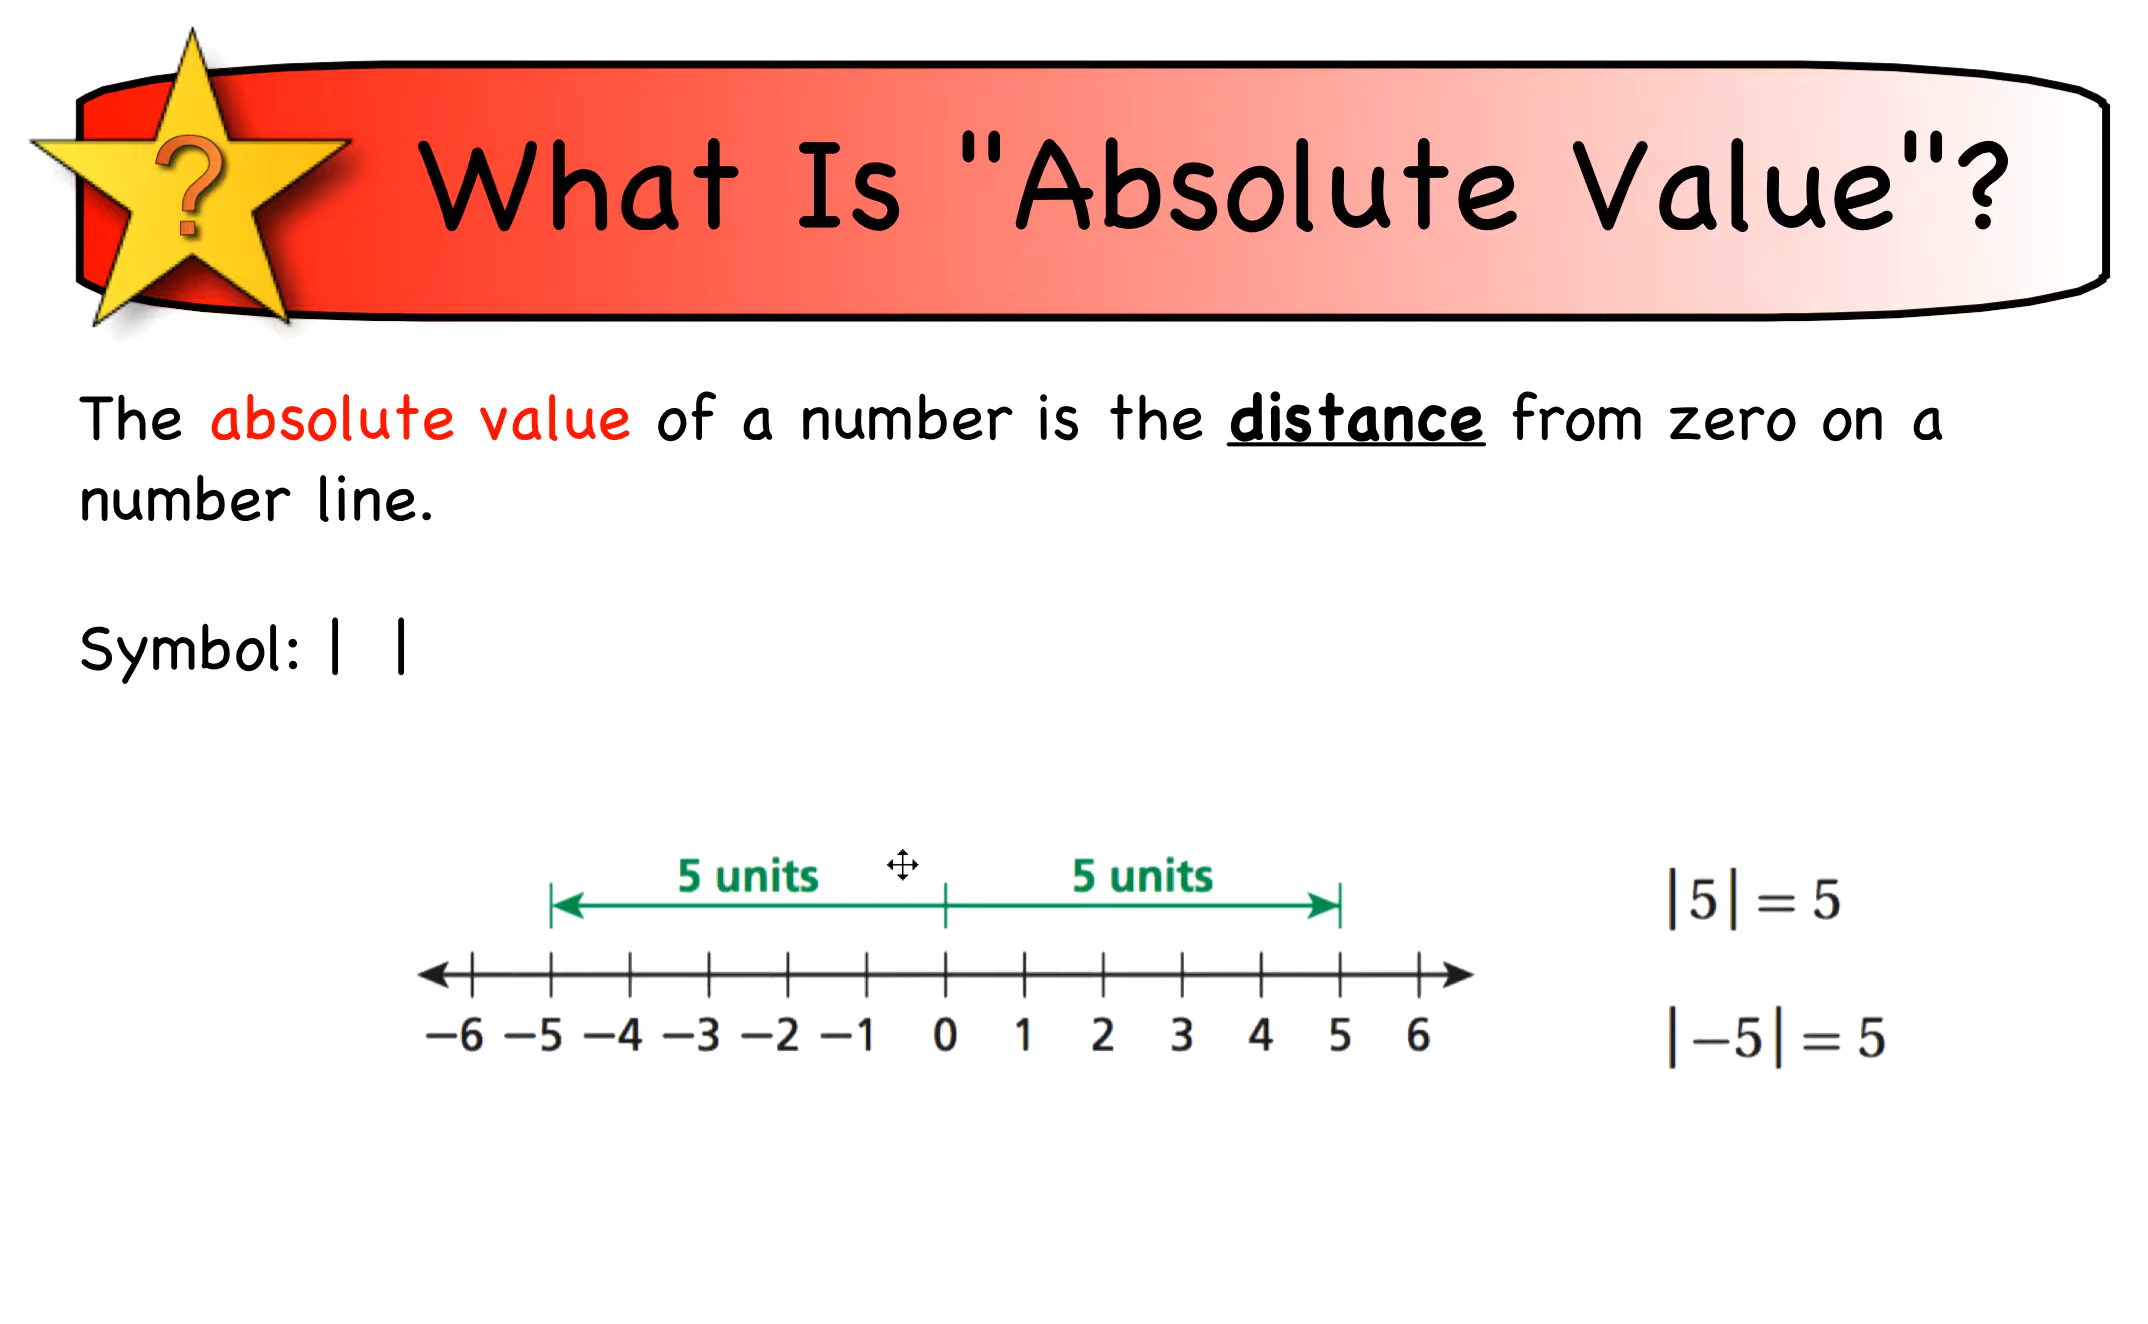 ?
What Is "Absolute Value"?
The absolute value of a number is the distance from zero on a
number line.
Symbol: |  |
5 units 5 units
|5| = 5
−6 −5 −4 −3 −2 −1 0 1 2 3 4 5 6
|−5| = 5